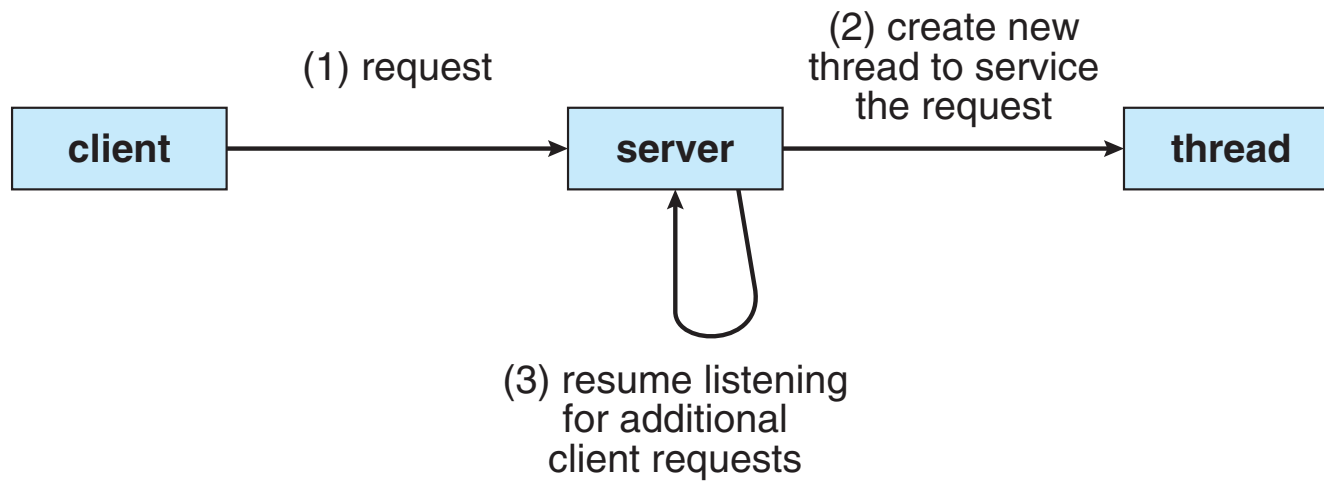 (1) request
(2) create new
thread to service
the request
client
server
thread
(3) resume listening
for additional
client requests